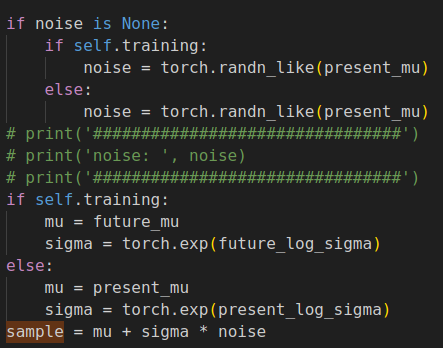 if noise is None:
    if self.training:
        noise = torch.randn_like(present_mu)
    else:
        noise = torch.randn_like(present_mu)
# print('################################')
# print('noise: ', noise)
# print('################################')
if self.training:
    mu = future_mu
    sigma = torch.exp(future_log_sigma)
else:
    mu = present_mu
    sigma = torch.exp(present_log_sigma)
sample = mu + sigma * noise